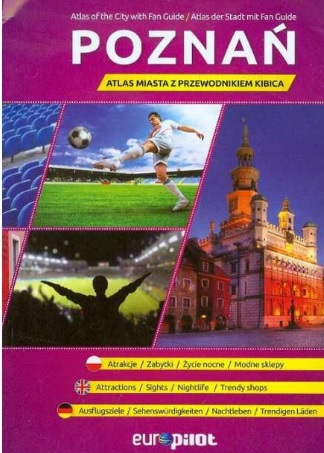 Atlas of the City with Fan Guide / Atlas der Stadt mit Fan Guide
POZNAŃ
ATLAS MIASTA Z PRZEWODNIKIEM KIBICA
Atrakcje / Zabytki / Życie nocne / Modne sklepy
Attractions / Sights / Nightlife / Trendy shops
Ausflugsziele / Sehenswürdigkeiten / Nachtleben / Trendigen Läden
europilot